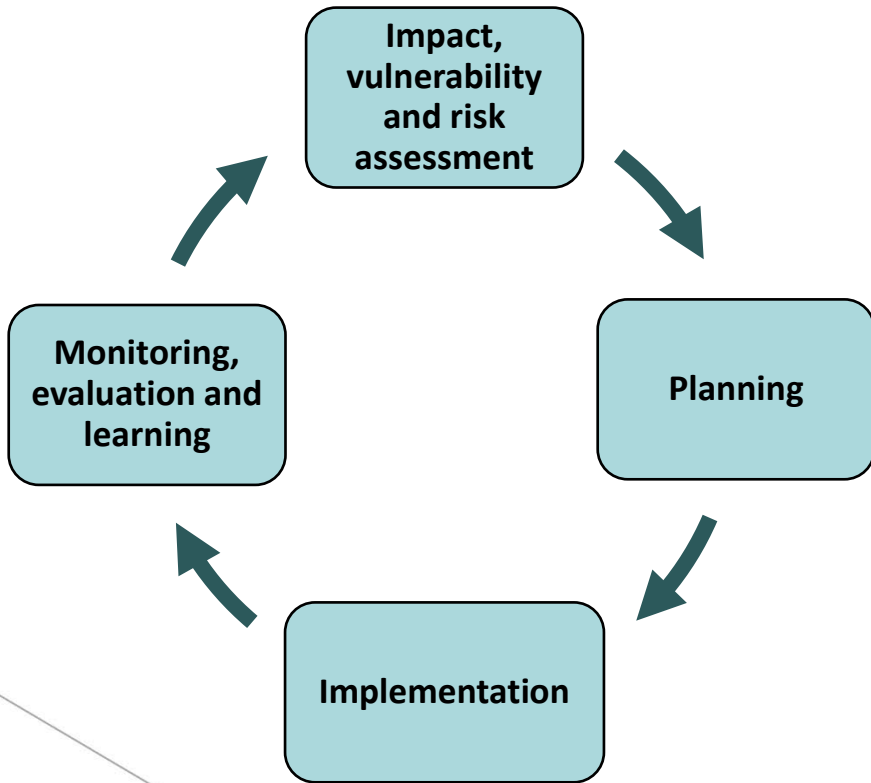 Impact,
vulnerability
and risk
assessment
Planning
Implementation
Monitoring,
evaluation and
learning